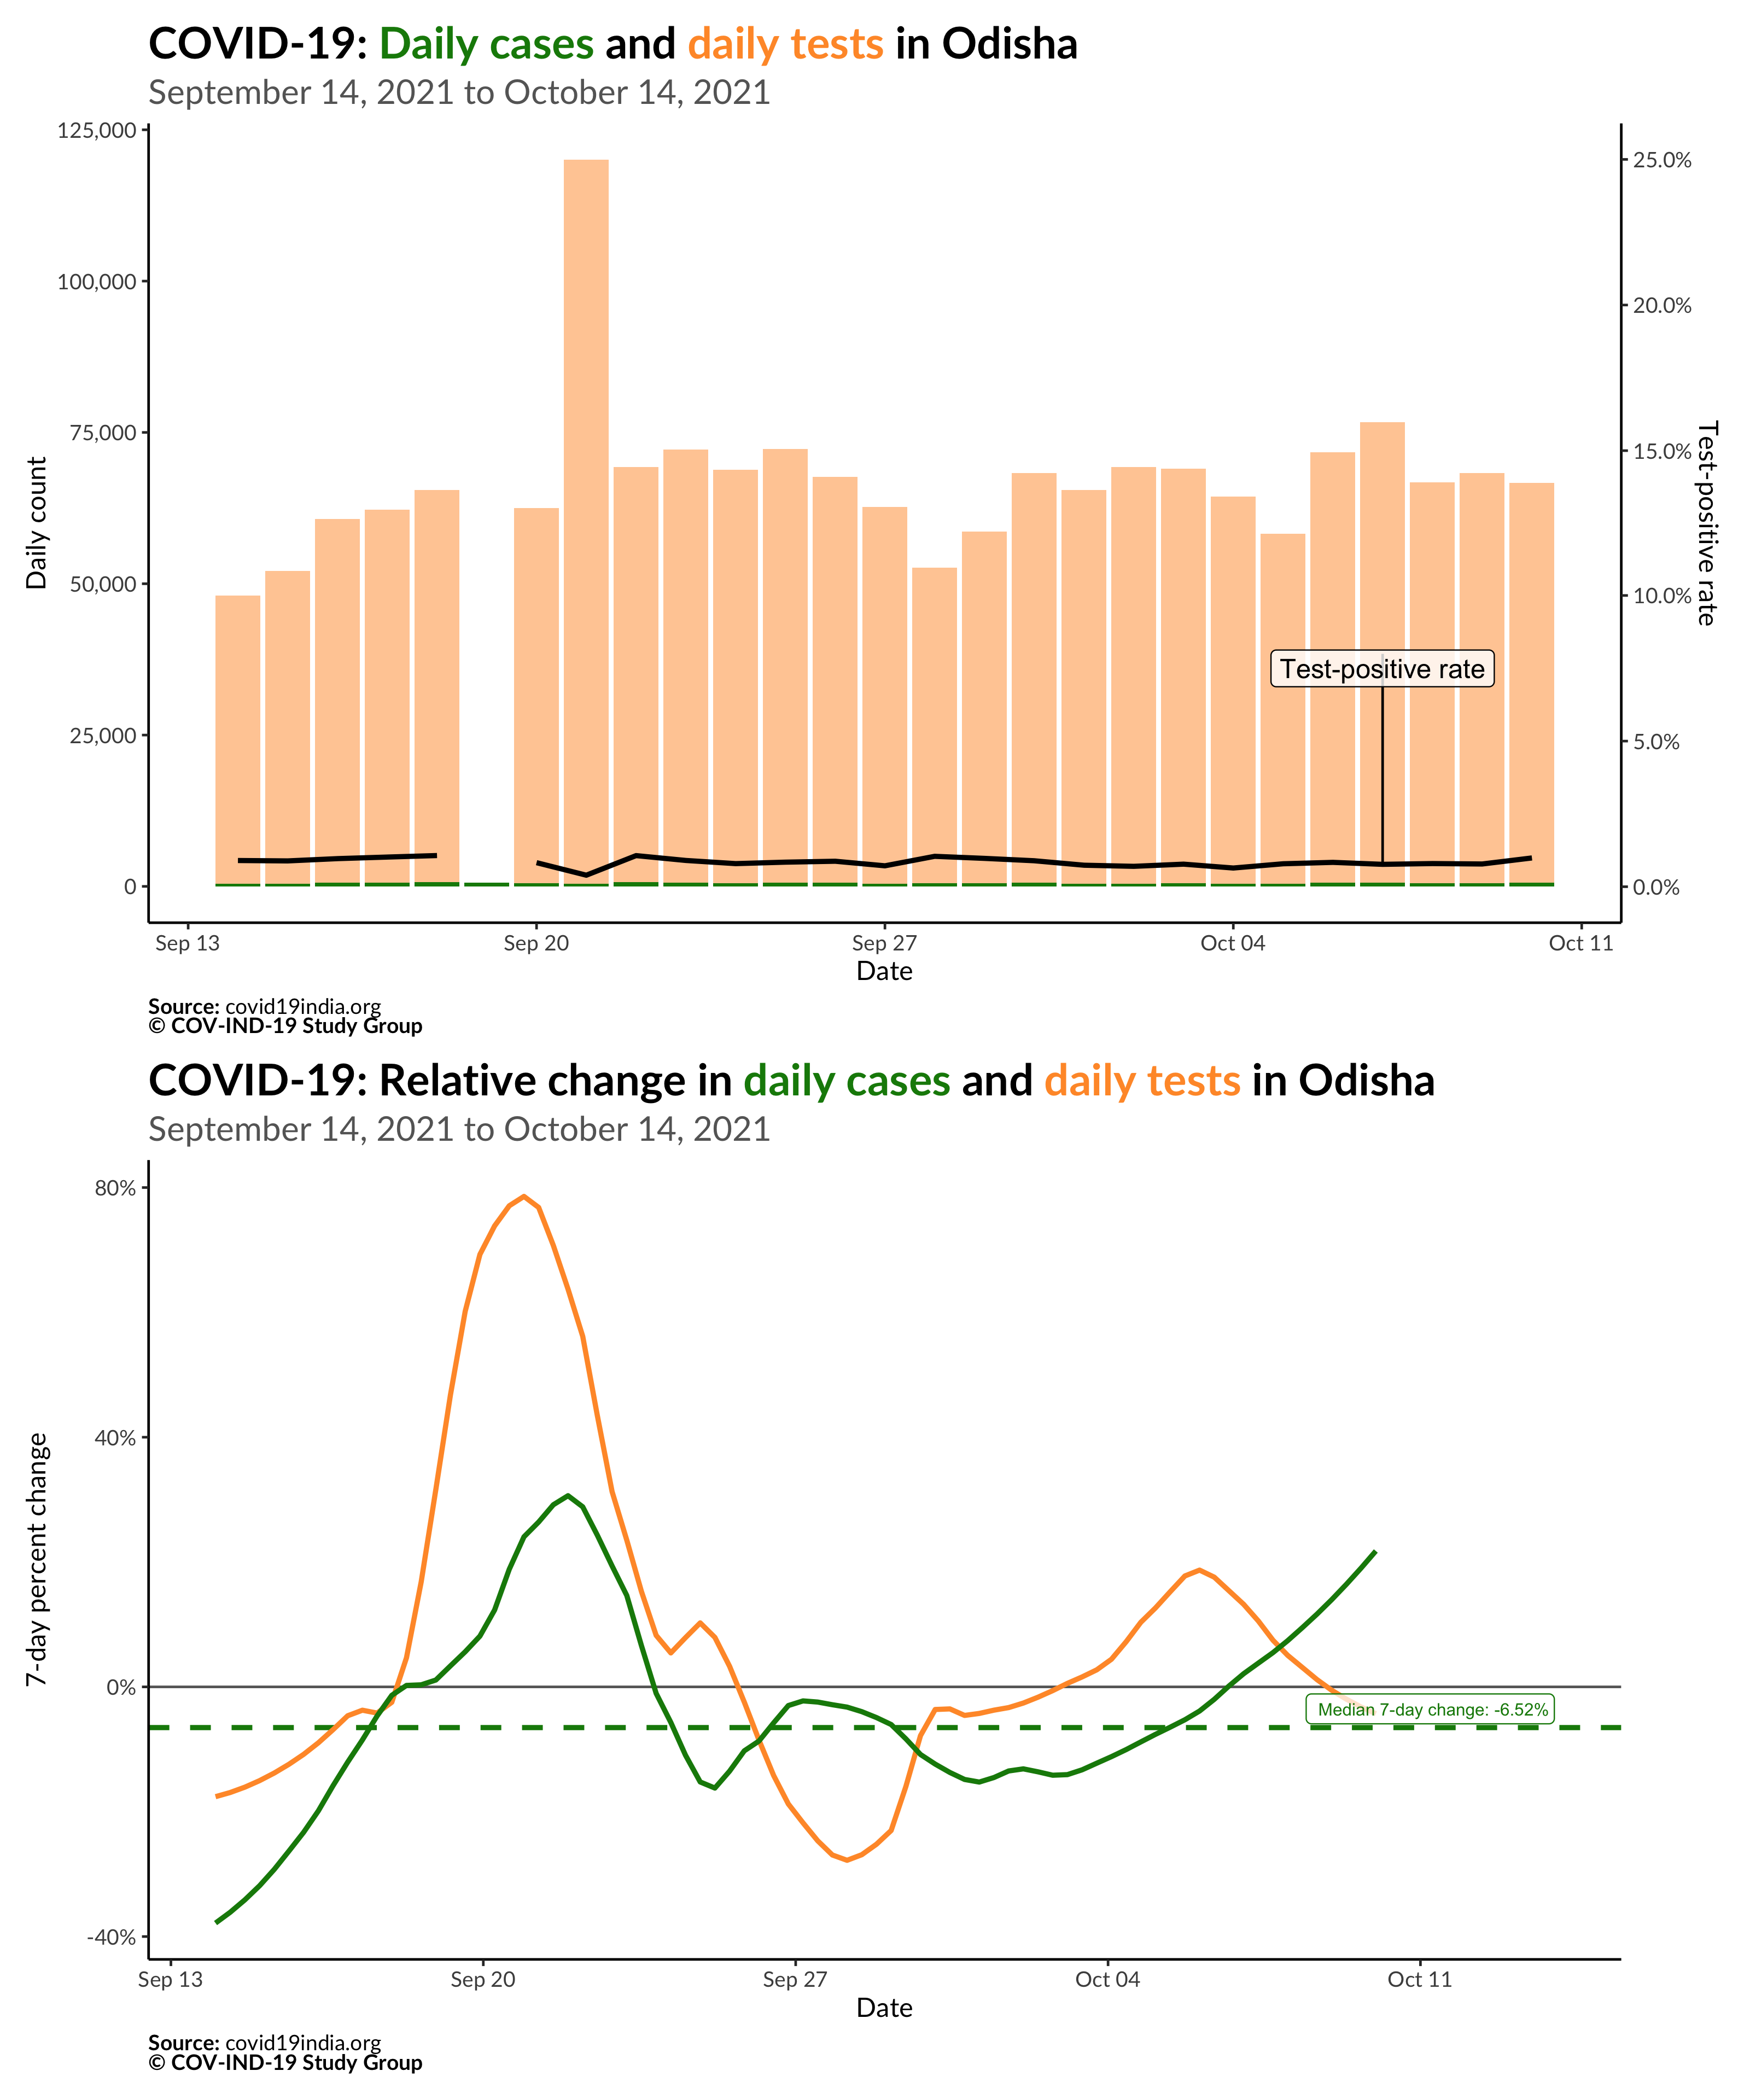 COVID-19: Daily cases and daily tests in Odisha
September 14, 2021 to October 14, 2021
125,000
100,000
75,000
50,000
25,000
0
Daily count
25.0%
20.0%
15.0%
10.0%
5.0%
0.0%
Test-positive rate
Test-positive rate
Sep 13
Sep 20
Sep 27
Oct 04
Oct 11
Date
Source: covid19india.org
© COV-IND-19 Study Group
COVID-19: Relative change in daily cases and daily tests in Odisha
September 14, 2021 to October 14, 2021
80%
40%
0%
-40%
7-day percent change
Median 7-day change: -6.52%
Sep 13
Sep 20
Sep 27
Oct 04
Oct 11
Date
Source: covid19india.org
© COV-IND-19 Study Group